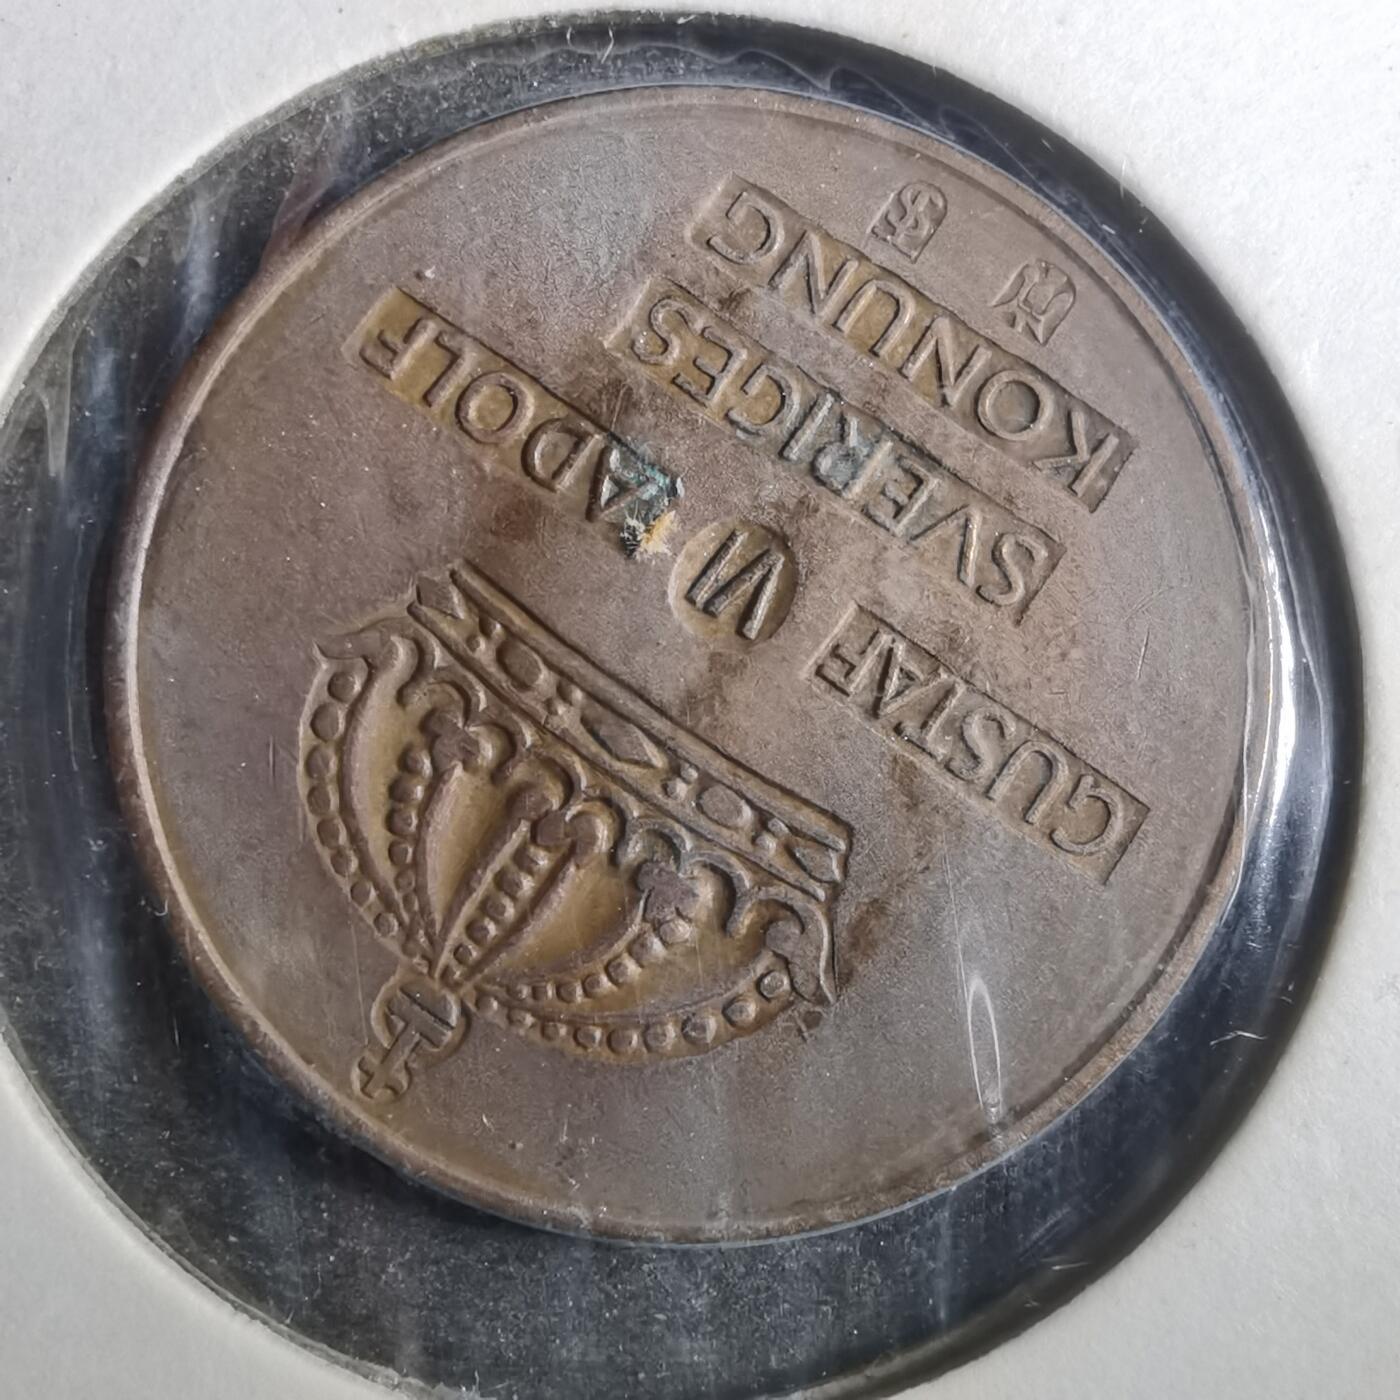 GUSTAF VI ADOLF
SVERIGES
KONUNG